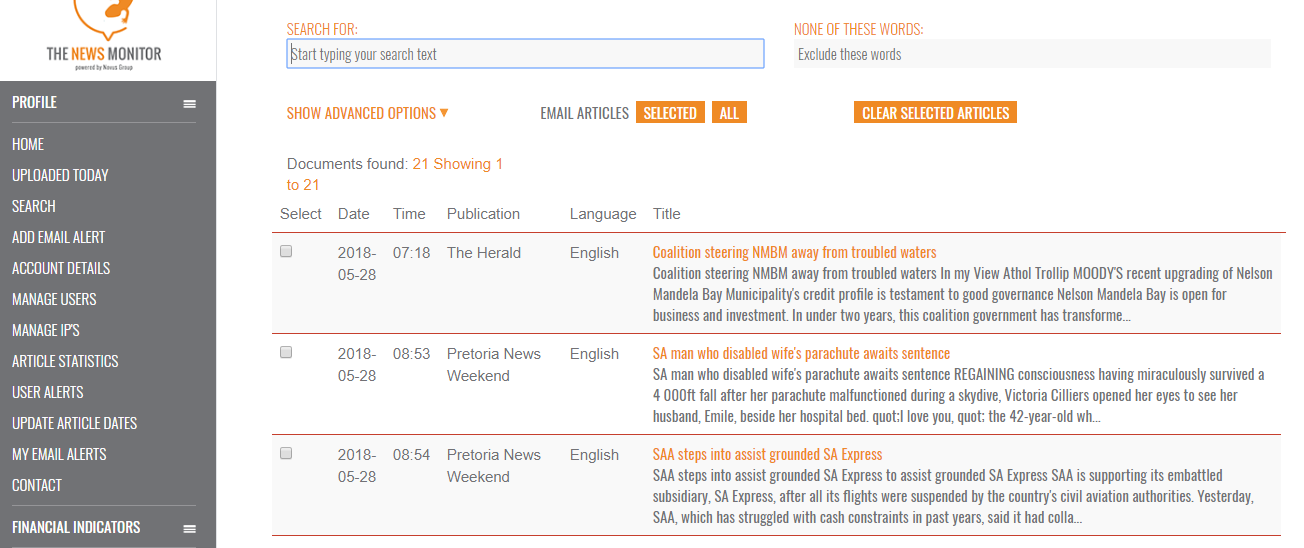 THE NEWS MONITOR
powered by Novus Group
PROFILE
HOME
UPLOADED TODAY
SEARCH
ADD EMAIL ALERT
ACCOUNT DETAILS
MANAGE USERS
MANAGE IP'S
ARTICLE STATISTICS
USER ALERTS
UPDATE ARTICLE DATES
MY EMAIL ALERTS
CONTACT
FINANCIAL INDICATORS
SEARCH FOR:
Start typing your search text
NONE OF THESE WORDS:
Exclude these words
SHOW ADVANCED OPTIONS ▼
EMAIL ARTICLES SELECTED ALL
CLEAR SELECTED ARTICLES
Documents found: 21 Showing 1
to 21
Select Date Time Publication Language Title
2018-
05-28
07:18
The Herald
English
Coalition steering NMBM away from troubled waters
Coalition steering NMBM away from troubled waters In my View Athol Trollip MOODY'S recent upgrading of Nelson
Mandela Bay Municipality's credit profile is testament to good governance Nelson Mandela Bay is open for
business and investment. In under two years, this coalition government has transforme...
2018-
05-28
08:53
Pretoria News
Weekend
English
SA man who disabled wife's parachute awaits sentence
SA man who disabled wife's parachute awaits sentence REGAINING consciousness having miraculously survived a
4 000ft fall after her parachute malfunctioned during a skydive, Victoria Cilliers opened her eyes to see her
husband, Emile, beside her hospital bed. quot;I love you, quot; the 42-year-old wh...
2018-
05-28
08:54
Pretoria News
Weekend
English
SAA steps into assist grounded SA Express
SAA steps into assist grounded SA Express to assist grounded SA Express SAA is supporting its embattled
subsidiary, SA Express, after all its flights were suspended by the country's civil aviation authorities. Yesterday,
SAA, which has struggled with cash constraints in past years, said it had colla...